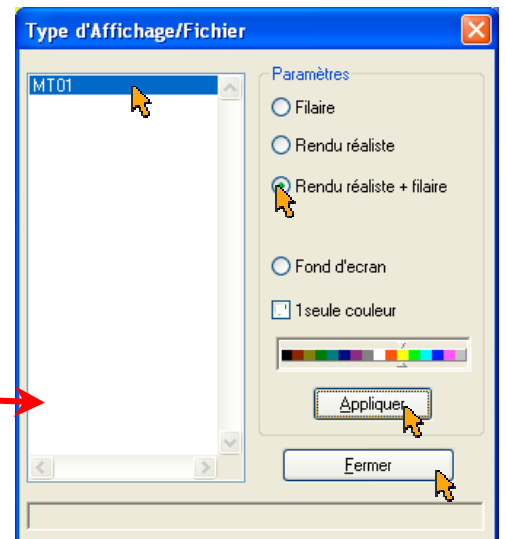 Type d'Affichage/Fichier
MT01
Paramètres
Filaire
Rendu réaliste
Rendu réaliste + filaire
Fond d'ecran
1seule couleur
Appliquer
Fermer